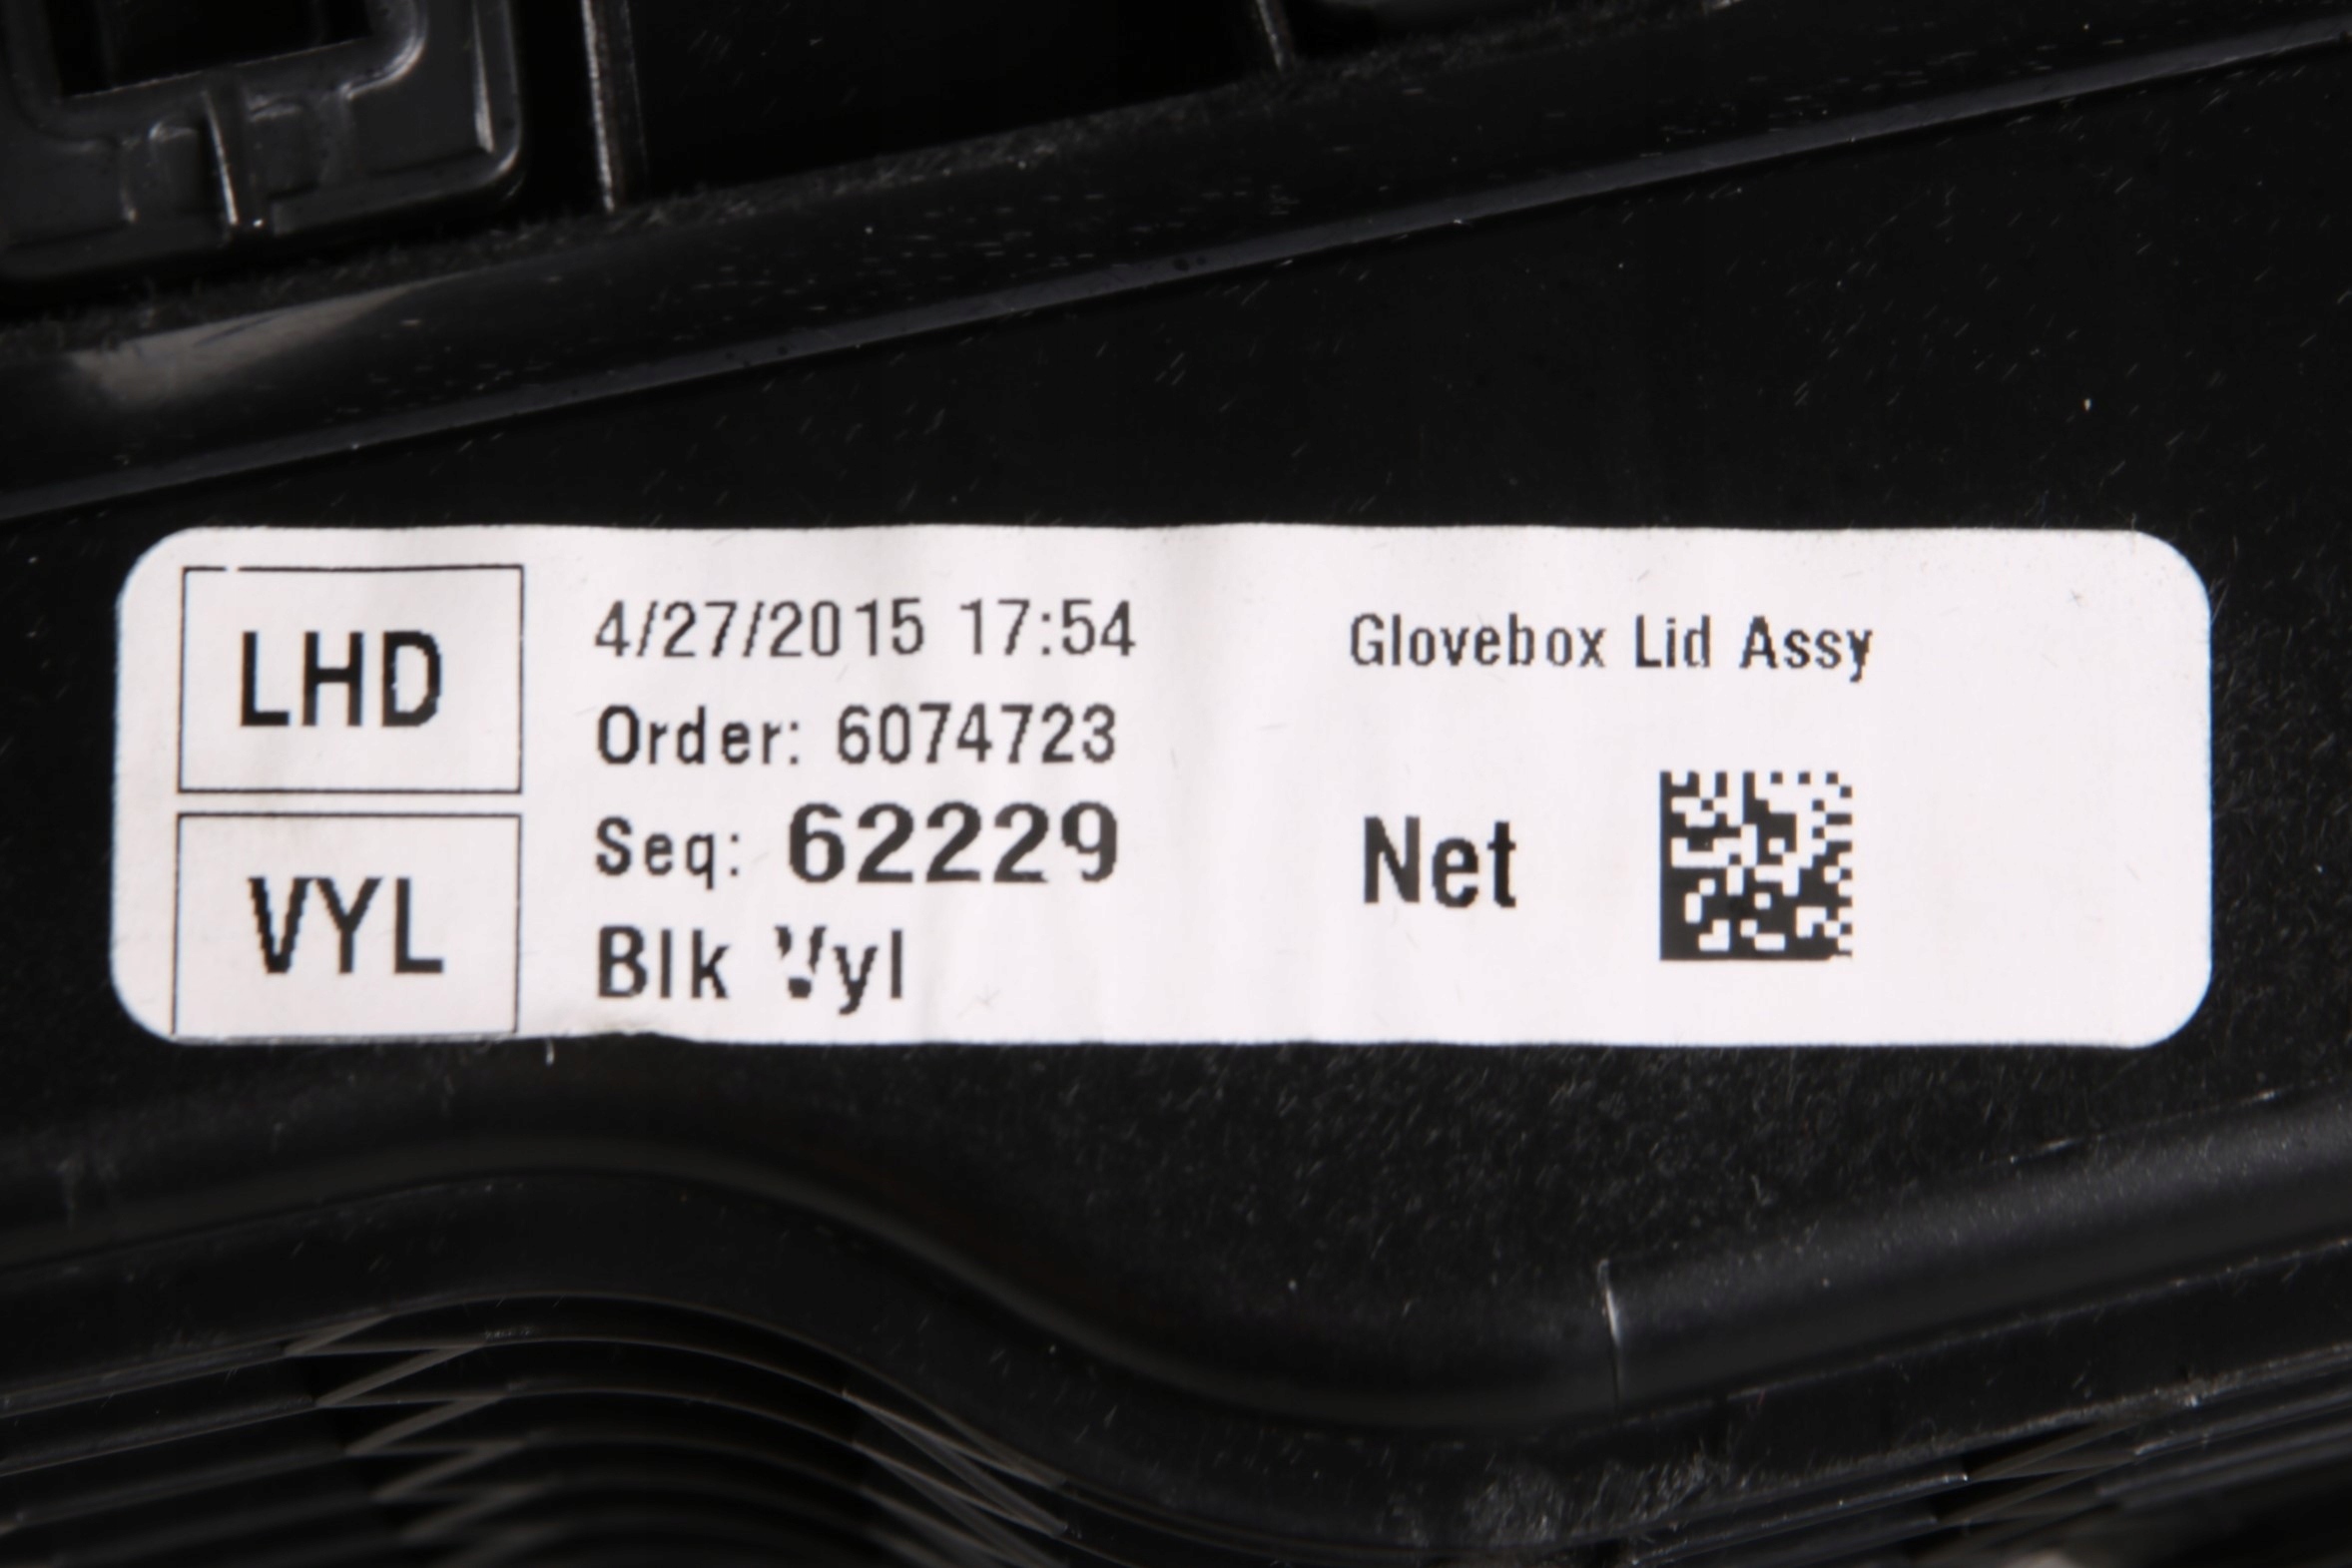 LHD
VYL
4/27/2015 17:54
Order: 6074723
Seq: 62229
Blk Vyl
Glovebox Lid Assy
Net